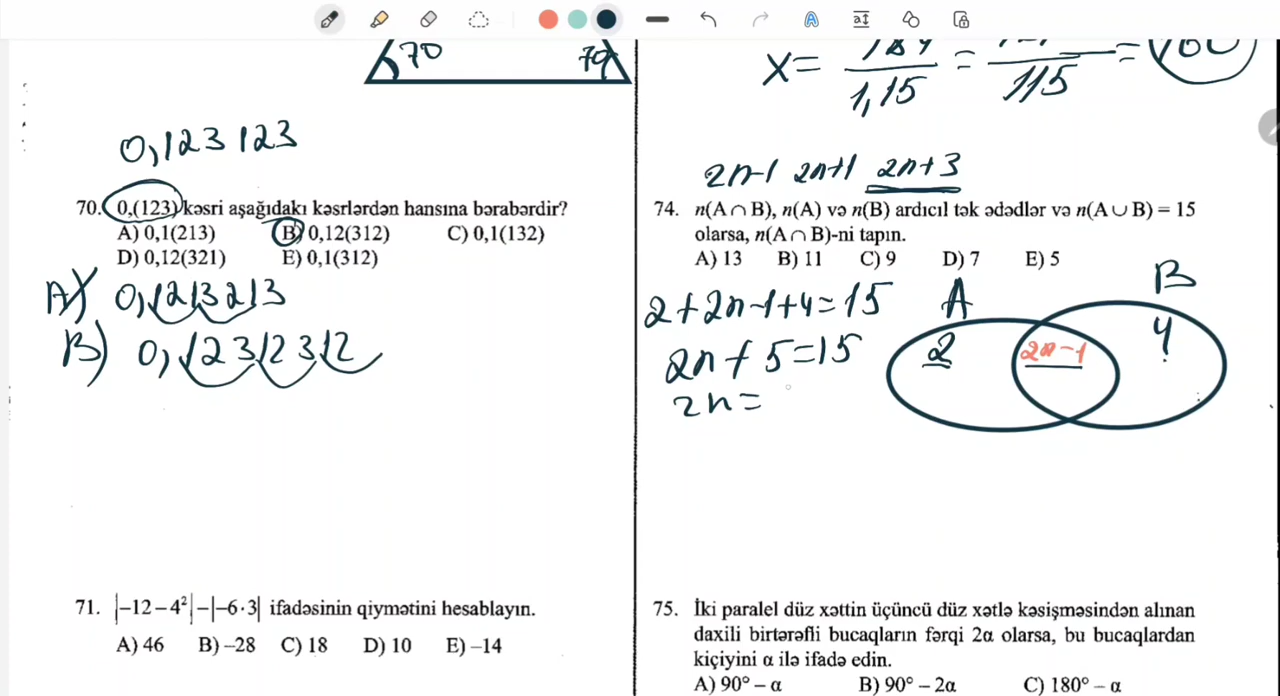 70 70
0,123 123
70. 0,(123) kəsri aşağıdakı kəsrlərdən hansına bərabərdir?
A) 0,1(213) B) 0,12(312) C) 0,1(132)
D) 0,12(321) E) 0,1(312)
A) 0,1213213
B) 0,12312312
71. |−12−4²|−|−6·3| ifadəsinin qiymətini hesablayın.
A) 46 B) −28 C) 18 D) 10 E) −14
X= /1,15 = /115 =
2n-1 2n+1 2n+3
74. n(A∩B), n(A) və n(B) ardıcıl tək ədədlər və n(A∪B) = 15
olarsa, n(A∩B)-ni tapın.
A) 13 B) 11 C) 9 D) 7 E) 5
2+2n-1+4=15
2n+5=15
2n=
A B
2 2n-1 4
75. İki paralel düz xəttin üçüncü düz xətlə kəsişməsindən alınan
daxili birtərəfli bucaqların fərqi 2α olarsa, bu bucaqlardan
kiçiyini α ilə ifadə edin.
A) 90° − α B) 90° − 2α C) 180° − α